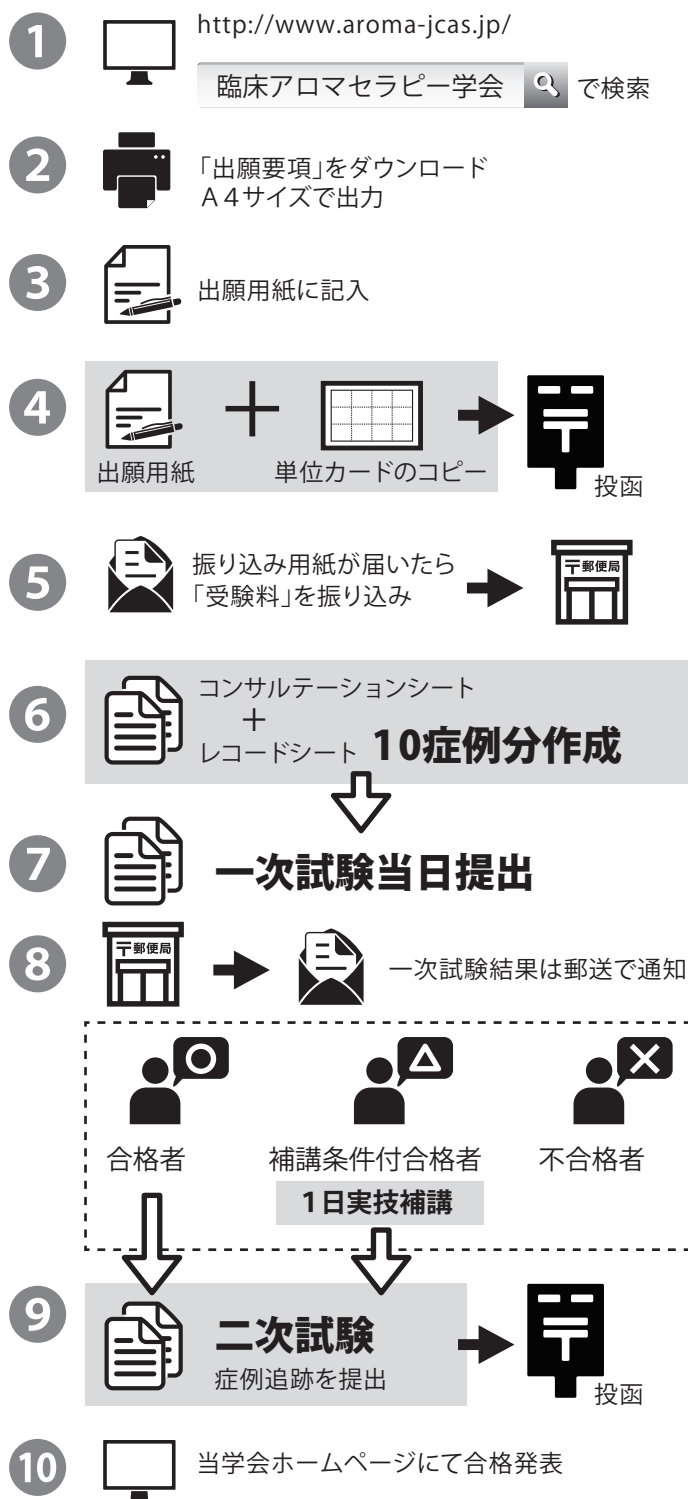 1
http://www.aroma-jcas.jp/
臨床アロマセラピー学会 で検索
2
「出願要項」をダウンロード
A4サイズで出力
3
出願用紙に記入
4
出願用紙
単位カードのコピー
投函
5
振り込み用紙が届いたら
「受験料」を振り込み
〒郵便局
6
コンサルテーションシート
+
レコードシート 10症例分作成
7
一次試験当日提出
8
〒郵便局
一次試験結果は郵送で通知
合格者
補講条件付合格者
不合格者
1日実技補講
9
二次試験
症例追跡を提出
投函
10
当学会ホームページにて合格発表